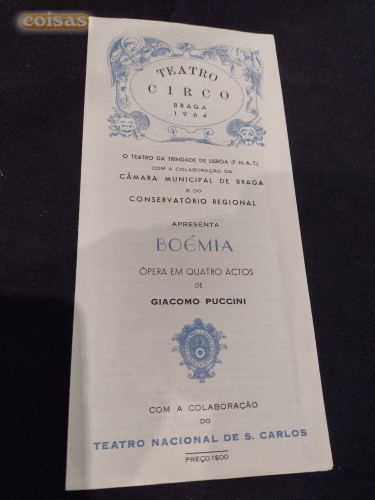 coisas
TEATRO
CIRCO
BRAGA
1964
O TEATRO DA TRINDADE DE LISBOA (F.N.A.T.)
COM A COLABORAÇÃO DA
CÂMARA MUNICIPAL DE BRAGA
E DO
CONSERVATÓRIO REGIONAL
APRESENTA
BOÉMIA
ÓPERA EM QUATRO ACTOS
DE
GIACOMO PUCCINI
COM A COLABORAÇÃO
DO
TEATRO NACIONAL DE S. CARLOS
PREÇO 1$00